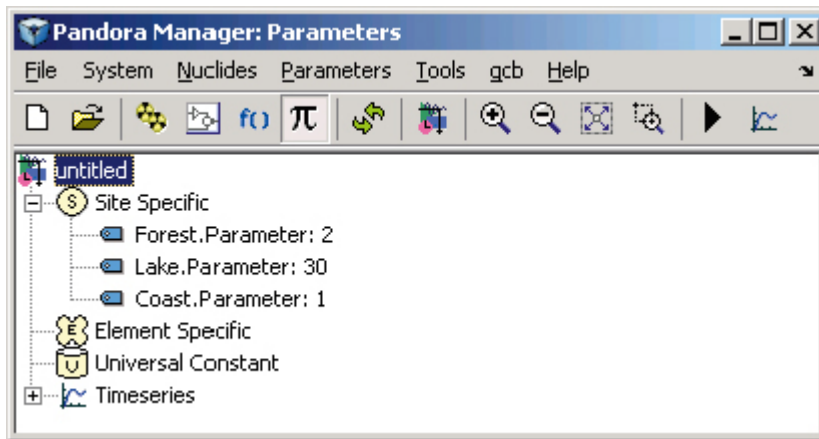 Pandora Manager: Parameters
File System Nuclides Parameters Tools gcb Help
f() π
untitled
S Site Specific
Forest.Parameter: 2
Lake.Parameter: 30
Coast.Parameter: 1
E Element Specific
U Universal Constant
Timeseries